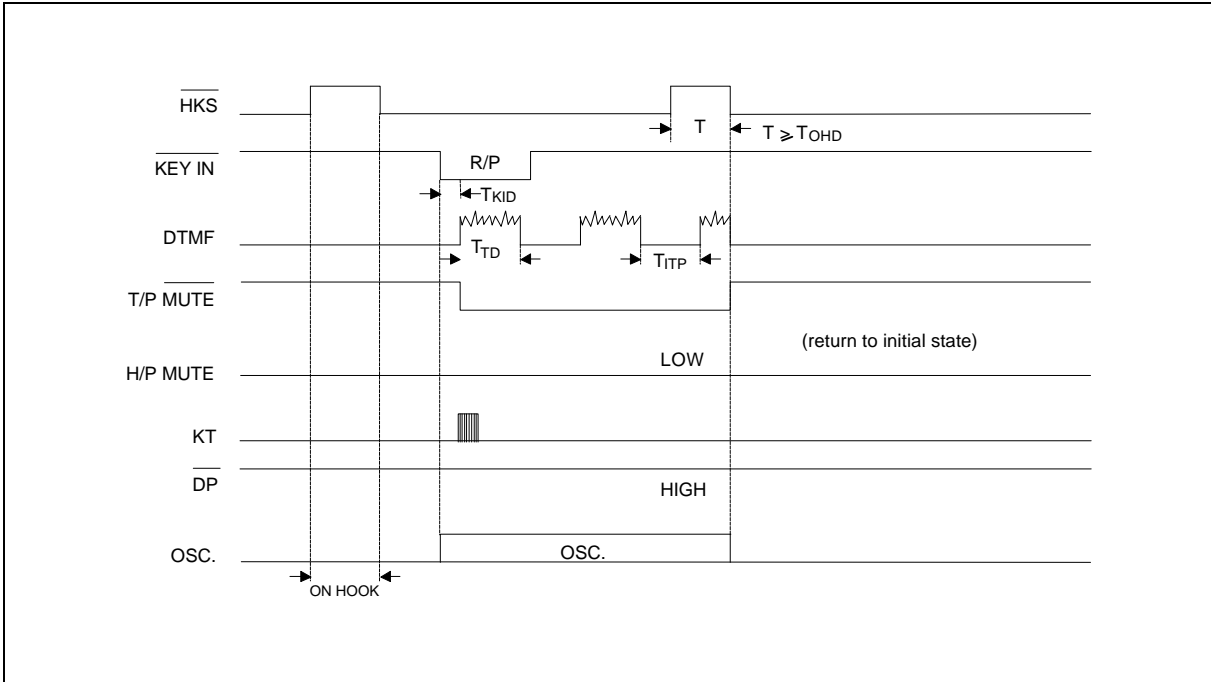 HKS
T
T ⩾ TOHD
KEY IN
R/P
TKID
DTMF
TTD
TITP
T/P MUTE
(return to initial state)
LOW
H/P MUTE
KT
DP
HIGH
OSC.
OSC.
ON HOOK